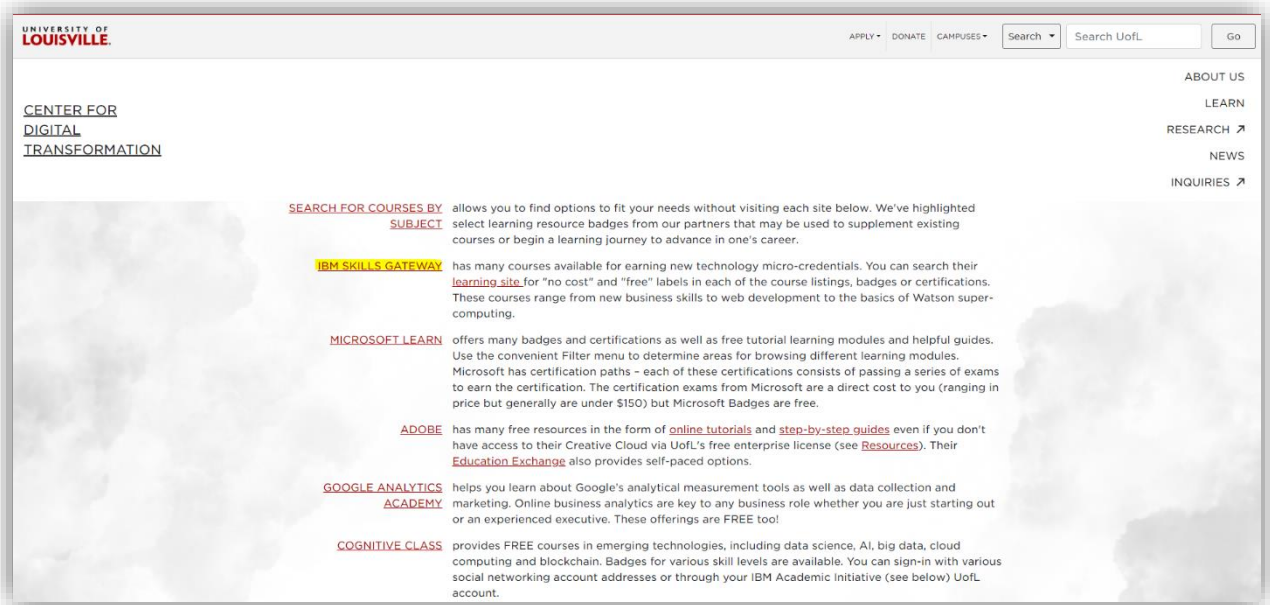 UNIVERSITY OF
LOUISVILLE.
APPLY DONATE CAMPUSES Search Search UofL Go
ABOUT US
LEARN
RESEARCH ↗
NEWS
INQUIRIES ↗
CENTER FOR
DIGITAL
TRANSFORMATION
SEARCH FOR COURSES BY allows you to find options to fit your needs without visiting each site below. We've highlighted
SUBJECT select learning resource badges from our partners that may be used to supplement existing
courses or begin a learning journey to advance in one's career.
IBM SKILLS GATEWAY has many courses available for earning new technology micro-credentials. You can search their
learning site for "no cost" and "free" labels in each of the course listings, badges or certifications.
These courses range from new business skills to web development to the basics of Watson super-
computing.
MICROSOFT LEARN offers many badges and certifications as well as free tutorial learning modules and helpful guides.
Use the convenient Filter menu to determine areas for browsing different learning modules.
Microsoft has certification paths – each of these certifications consists of passing a series of exams
to earn the certification. The certification exams from Microsoft are a direct cost to you (ranging in
price but generally are under $150) but Microsoft Badges are free.
ADOBE has many free resources in the form of online tutorials and step-by-step guides even if you don't
have access to their Creative Cloud via UofL's free enterprise license (see Resources). Their
Education Exchange also provides self-paced options.
GOOGLE ANALYTICS helps you learn about Google's analytical measurement tools as well as data collection and
ACADEMY marketing. Online business analytics are key to any business role whether you are just starting out
or an experienced executive. These offerings are FREE too!
COGNITIVE CLASS provides FREE courses in emerging technologies, including data science, AI, big data, cloud
computing and blockchain. Badges for various skill levels are available. You can sign-in with various
social networking account addresses or through your IBM Academic Initiative (see below) UofL
account.